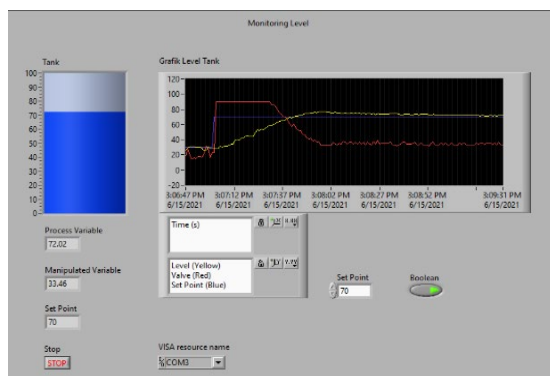 Monitoring Level
Tank
100
90
80
70
60
50
40
30
20
10
0
Process Variable
72.02
Manipulated Variable
33.46
Set Point
70
Stop
STOP
Grafik Level Tank
120
100
80
60
40
20
0
-20
3:06:47 PM 3:07:12 PM 3:07:37 PM 3:08:02 PM 3:08:27 PM 3:08:52 PM 3:09:31 PM
6/15/2021 6/15/2021 6/15/2021 6/15/2021 6/15/2021 6/15/2021 6/15/2021
Time (s)
Level (Yellow)
Valve (Red)
Set Point (Blue)
Set Point
70
Boolean
VISA resource name
COM3